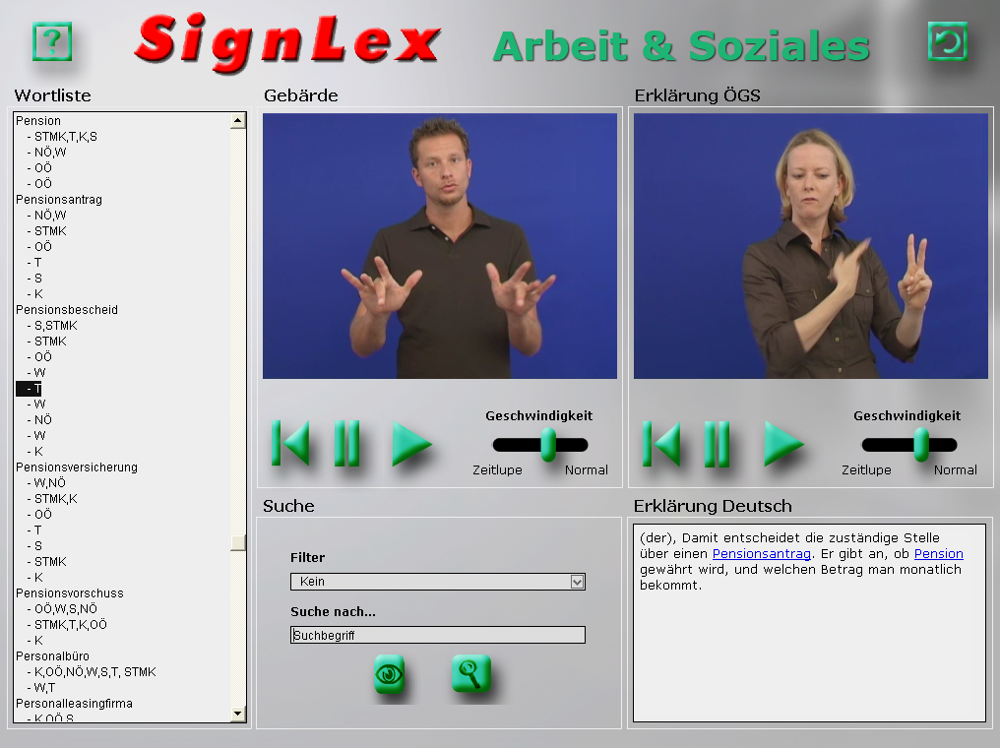 ?
SignLex
Arbeit & Soziales
Wortliste
Pension
- STMK,T,K,S
- NÖ,W
- OÖ
- OÖ
Pensionsantrag
- NÖ,W
- STMK
- OÖ
- T
- S
- K
Pensionsbescheid
- S,STMK
- STMK
- OÖ
- W
- T
- W
- NÖ
- W
- K
Pensionsversicherung
- W,NÖ
- STMK,K
- OÖ
- T
- S
- STMK
- K
Pensionsvorschuss
- OÖ,W,S,NÖ
- STMK,T,K,OÖ
- K
Personalbüro
- K,OÖ,NÖ,W,S,T, STMK
- W,T
Personalleasingfirma
- K,OÖ,S
Gebärde
Geschwindigkeit
Zeitlupe
Normal
Erklärung ÖGS
Geschwindigkeit
Zeitlupe
Normal
Suche
Filter
Kein
Suche nach...
Suchbegriff
Erklärung Deutsch
(der), Damit entscheidet die zuständige Stelle
über einen Pensionsantrag. Er gibt an, ob Pension
gewährt wird, und welchen Betrag man monatlich
bekommt.